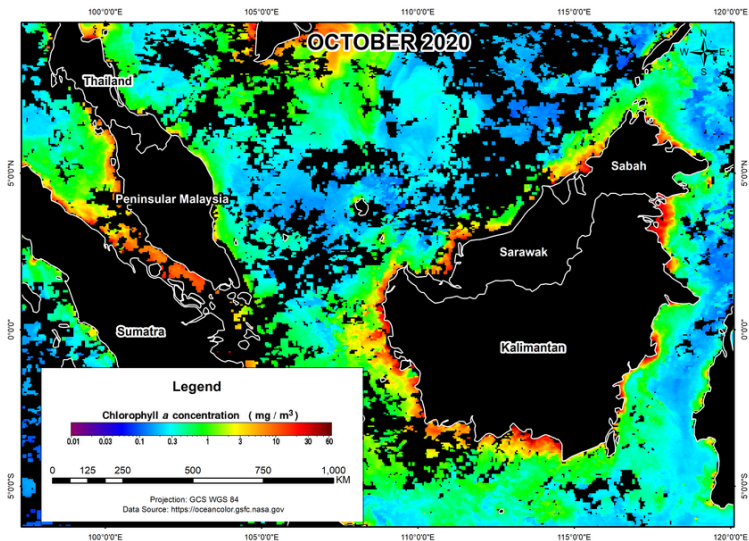 100°0'0"E 105°0'0"E 110°0'0"E 115°0'0"E 120°0'0"E
OCTOBER 2020
N
W E
S
Thailand
Sabah
5°0'0"N
5°0'0"N
Peninsular Malaysia
Sarawak
Sumatra
0°0'0"
0°0'0"
Kalimantan
Legend
Chlorophyll a concentration ( mg / m³)
0.01 0.03 0.1 0.3 1 3 10 30 60
0 125 250 500 750 1,000
KM
Projection: GCS WGS 84
Data Source: https://oceancolor.gsfc.nasa.gov
5°0'0"S
5°0'0"S
100°0'0"E 105°0'0"E 110°0'0"E 115°0'0"E 120°0'0"E